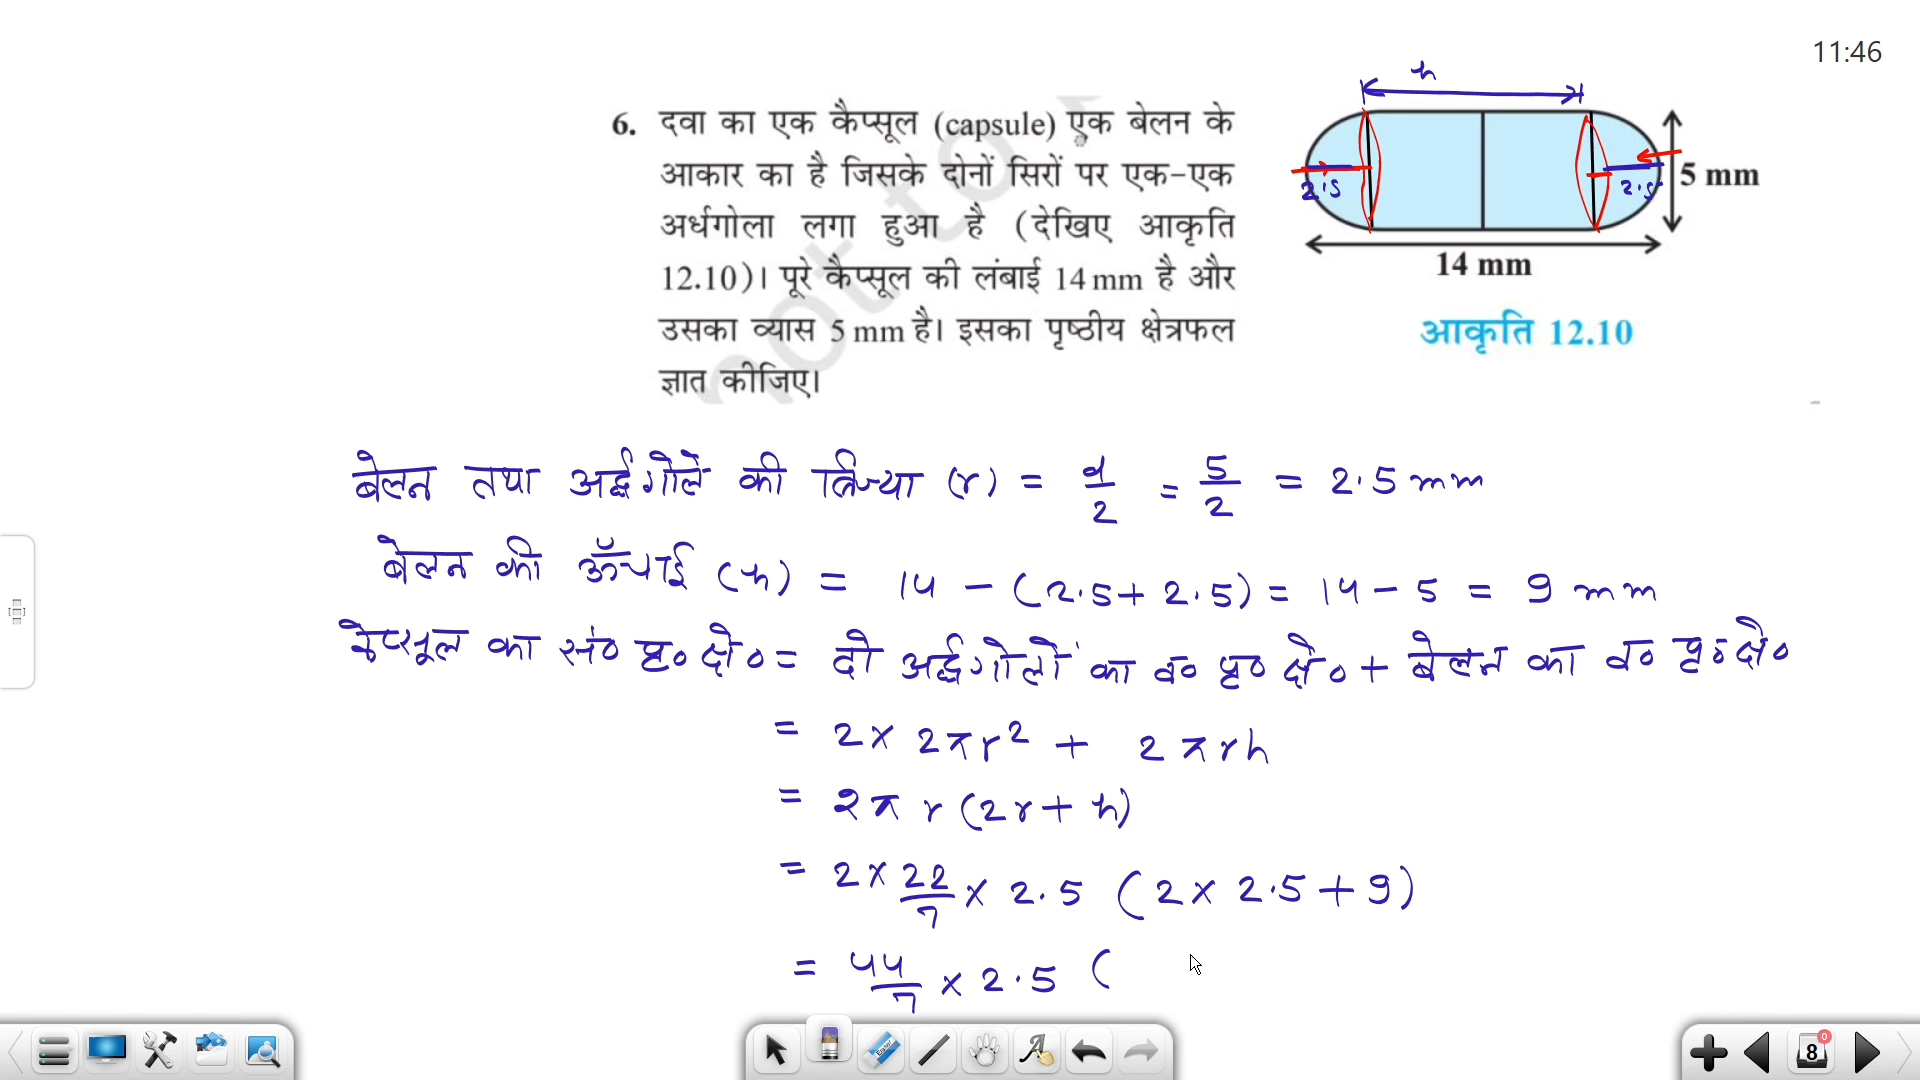 11:46
6. दवा का एक कैप्सूल (capsule) एक बेलन के
आकार का है जिसके दोनों सिरों पर एक-एक
अर्धगोला लगा हुआ है (देखिए आकृति
12.10)। पूरे कैप्सूल की लंबाई 14 mm है और
उसका व्यास 5 mm है। इसका पृष्ठीय क्षेत्रफल
ज्ञात कीजिए।
h
2.5
2.5
5 mm
14 mm
आकृति 12.10
बेलन तथा अर्द्धगोले की त्रिज्या (r) = d/2 = 5/2 = 2.5 mm
बेलन की ऊँचाई (h) = 14 - (2.5 + 2.5) = 14 - 5 = 9 mm
केप्सूल का सं० पृ० क्षे० = दो अर्द्धगोलों का व० पृ० क्षे० + बेलन का व० पृ० क्षे०
= 2 × 2πr² + 2πrh
= 2πr(2r + h)
= 2 × 22/7 × 2.5 (2 × 2.5 + 9)
= 44/7 × 2.5 (
Eraser
A
8
0